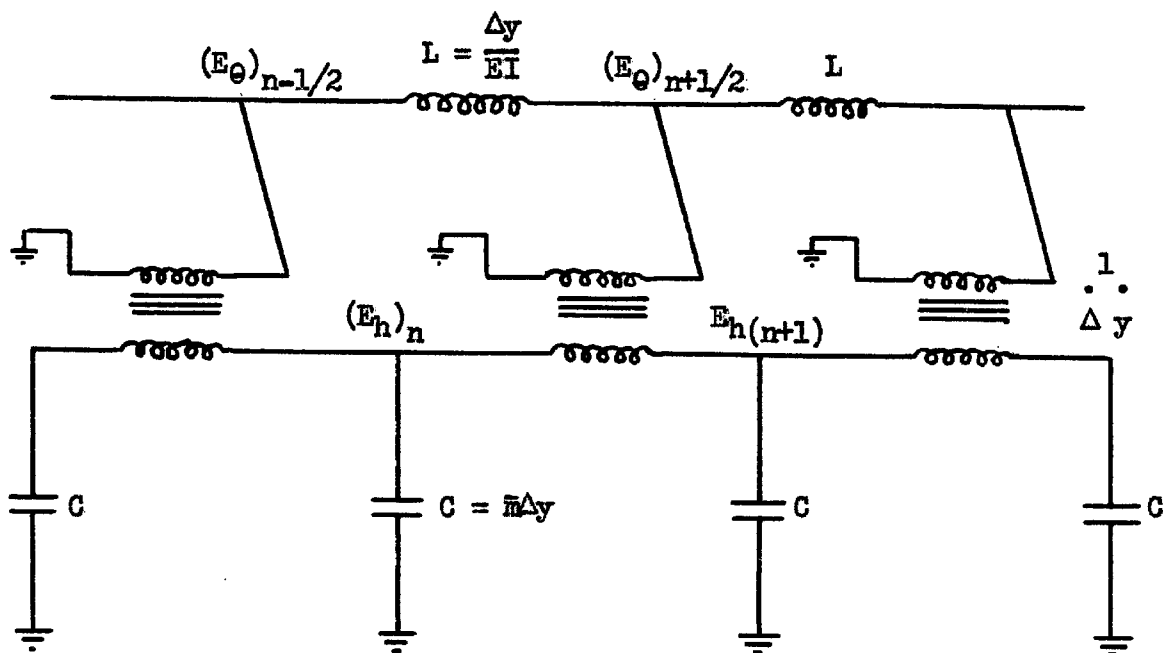 (E_θ)_{n-1/2}
L = Δy/EI
(E_θ)_{n+1/2}
L
1
. .
Δ y
(E_h)_n
E_{h(n+1)}
C
C = m̄Δy
C
C